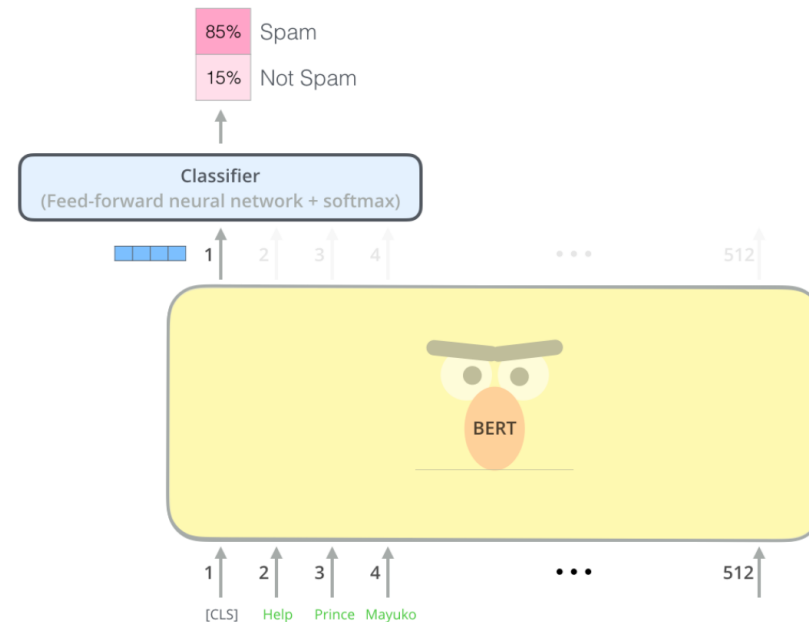 85% Spam
15% Not Spam
Classifier
(Feed-forward neural network + softmax)
1 2 3 4 ••• 512
BERT
1 2 3 4 ••• 512
[CLS] Help Prince Mayuko